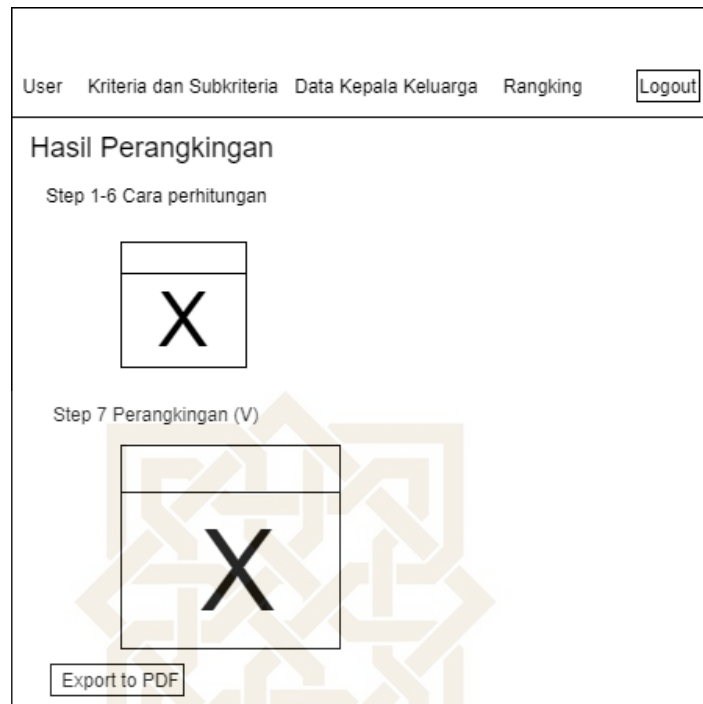 User Kriteria dan Subkriteria Data Kepala Keluarga Rangking Logout
Hasil Perangkingan
Step 1-6 Cara perhitungan
X
Step 7 Perangkingan (V)
X
Export to PDF